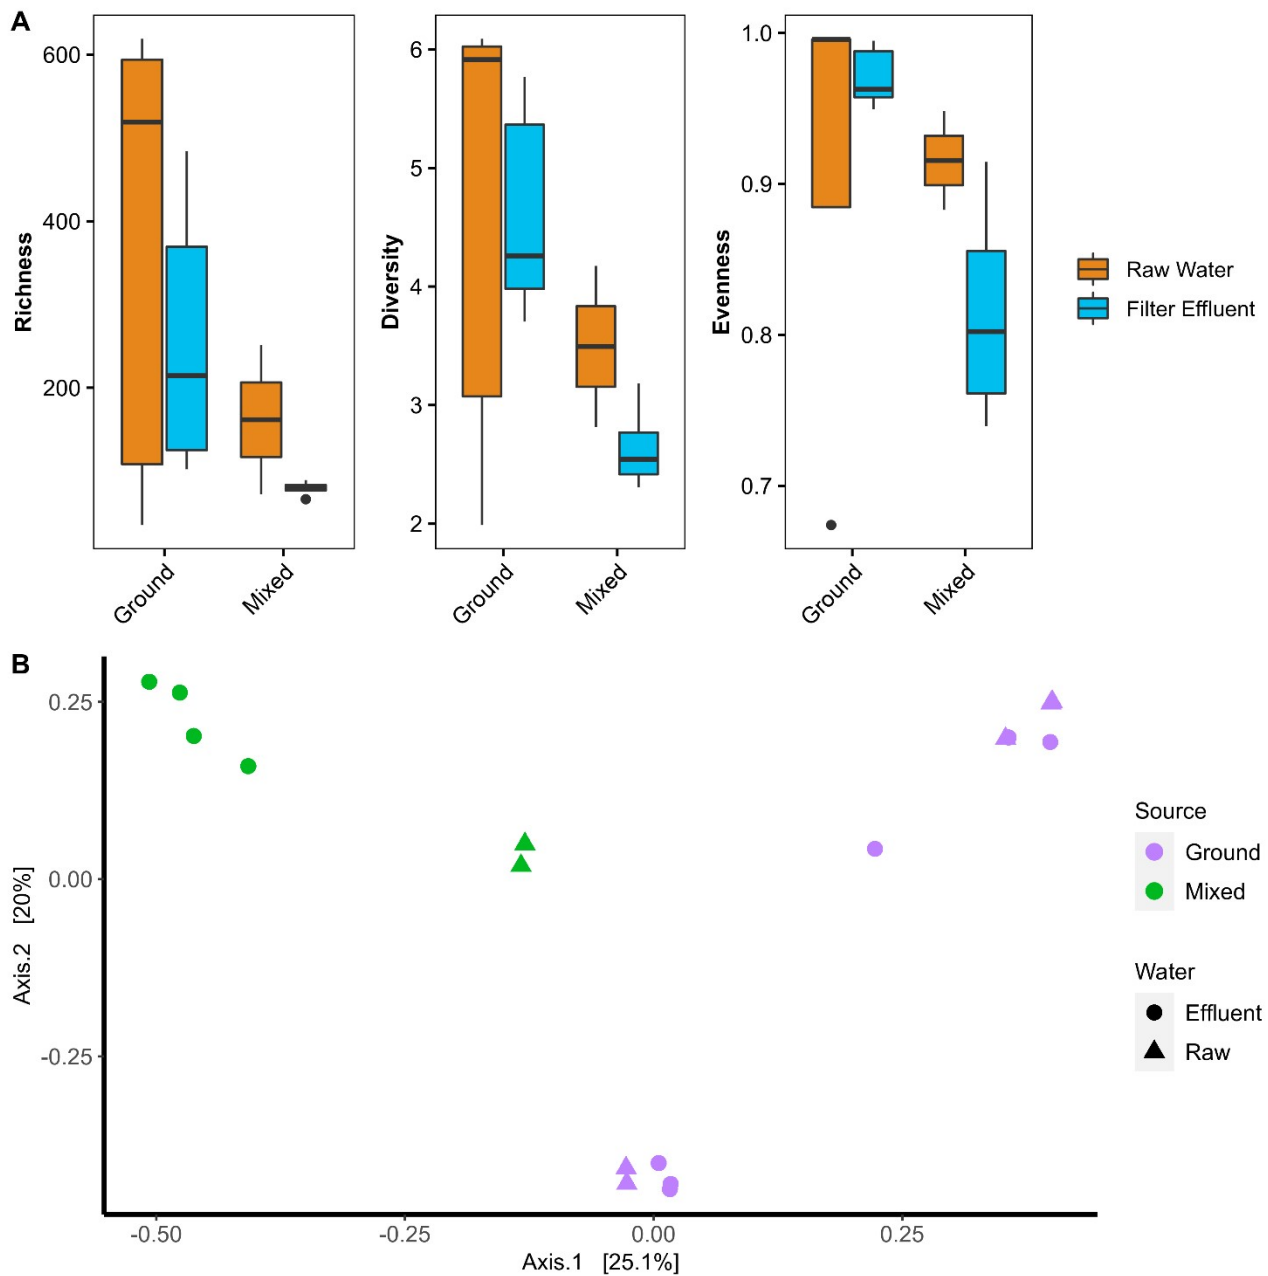 A
Richness
600
400
200
Ground
Mixed
Diversity
6
5
4
3
2
Ground
Mixed
Evenness
1.0
0.9
0.8
0.7
Ground
Mixed
Raw Water
Filter Effluent
B
Axis.2 [20%]
0.25
0.00
-0.25
-0.50
-0.25
0.00
0.25
Axis.1 [25.1%]
Source
Ground
Mixed
Water
Effluent
Raw